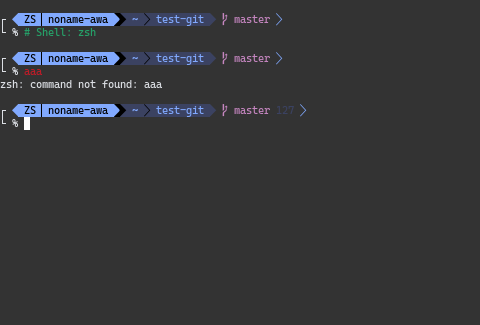 ZS noname-awa ~ test-git master
% # Shell: zsh
ZS noname-awa ~ test-git master
% aaa
zsh: command not found: aaa
ZS noname-awa ~ test-git master 127
%